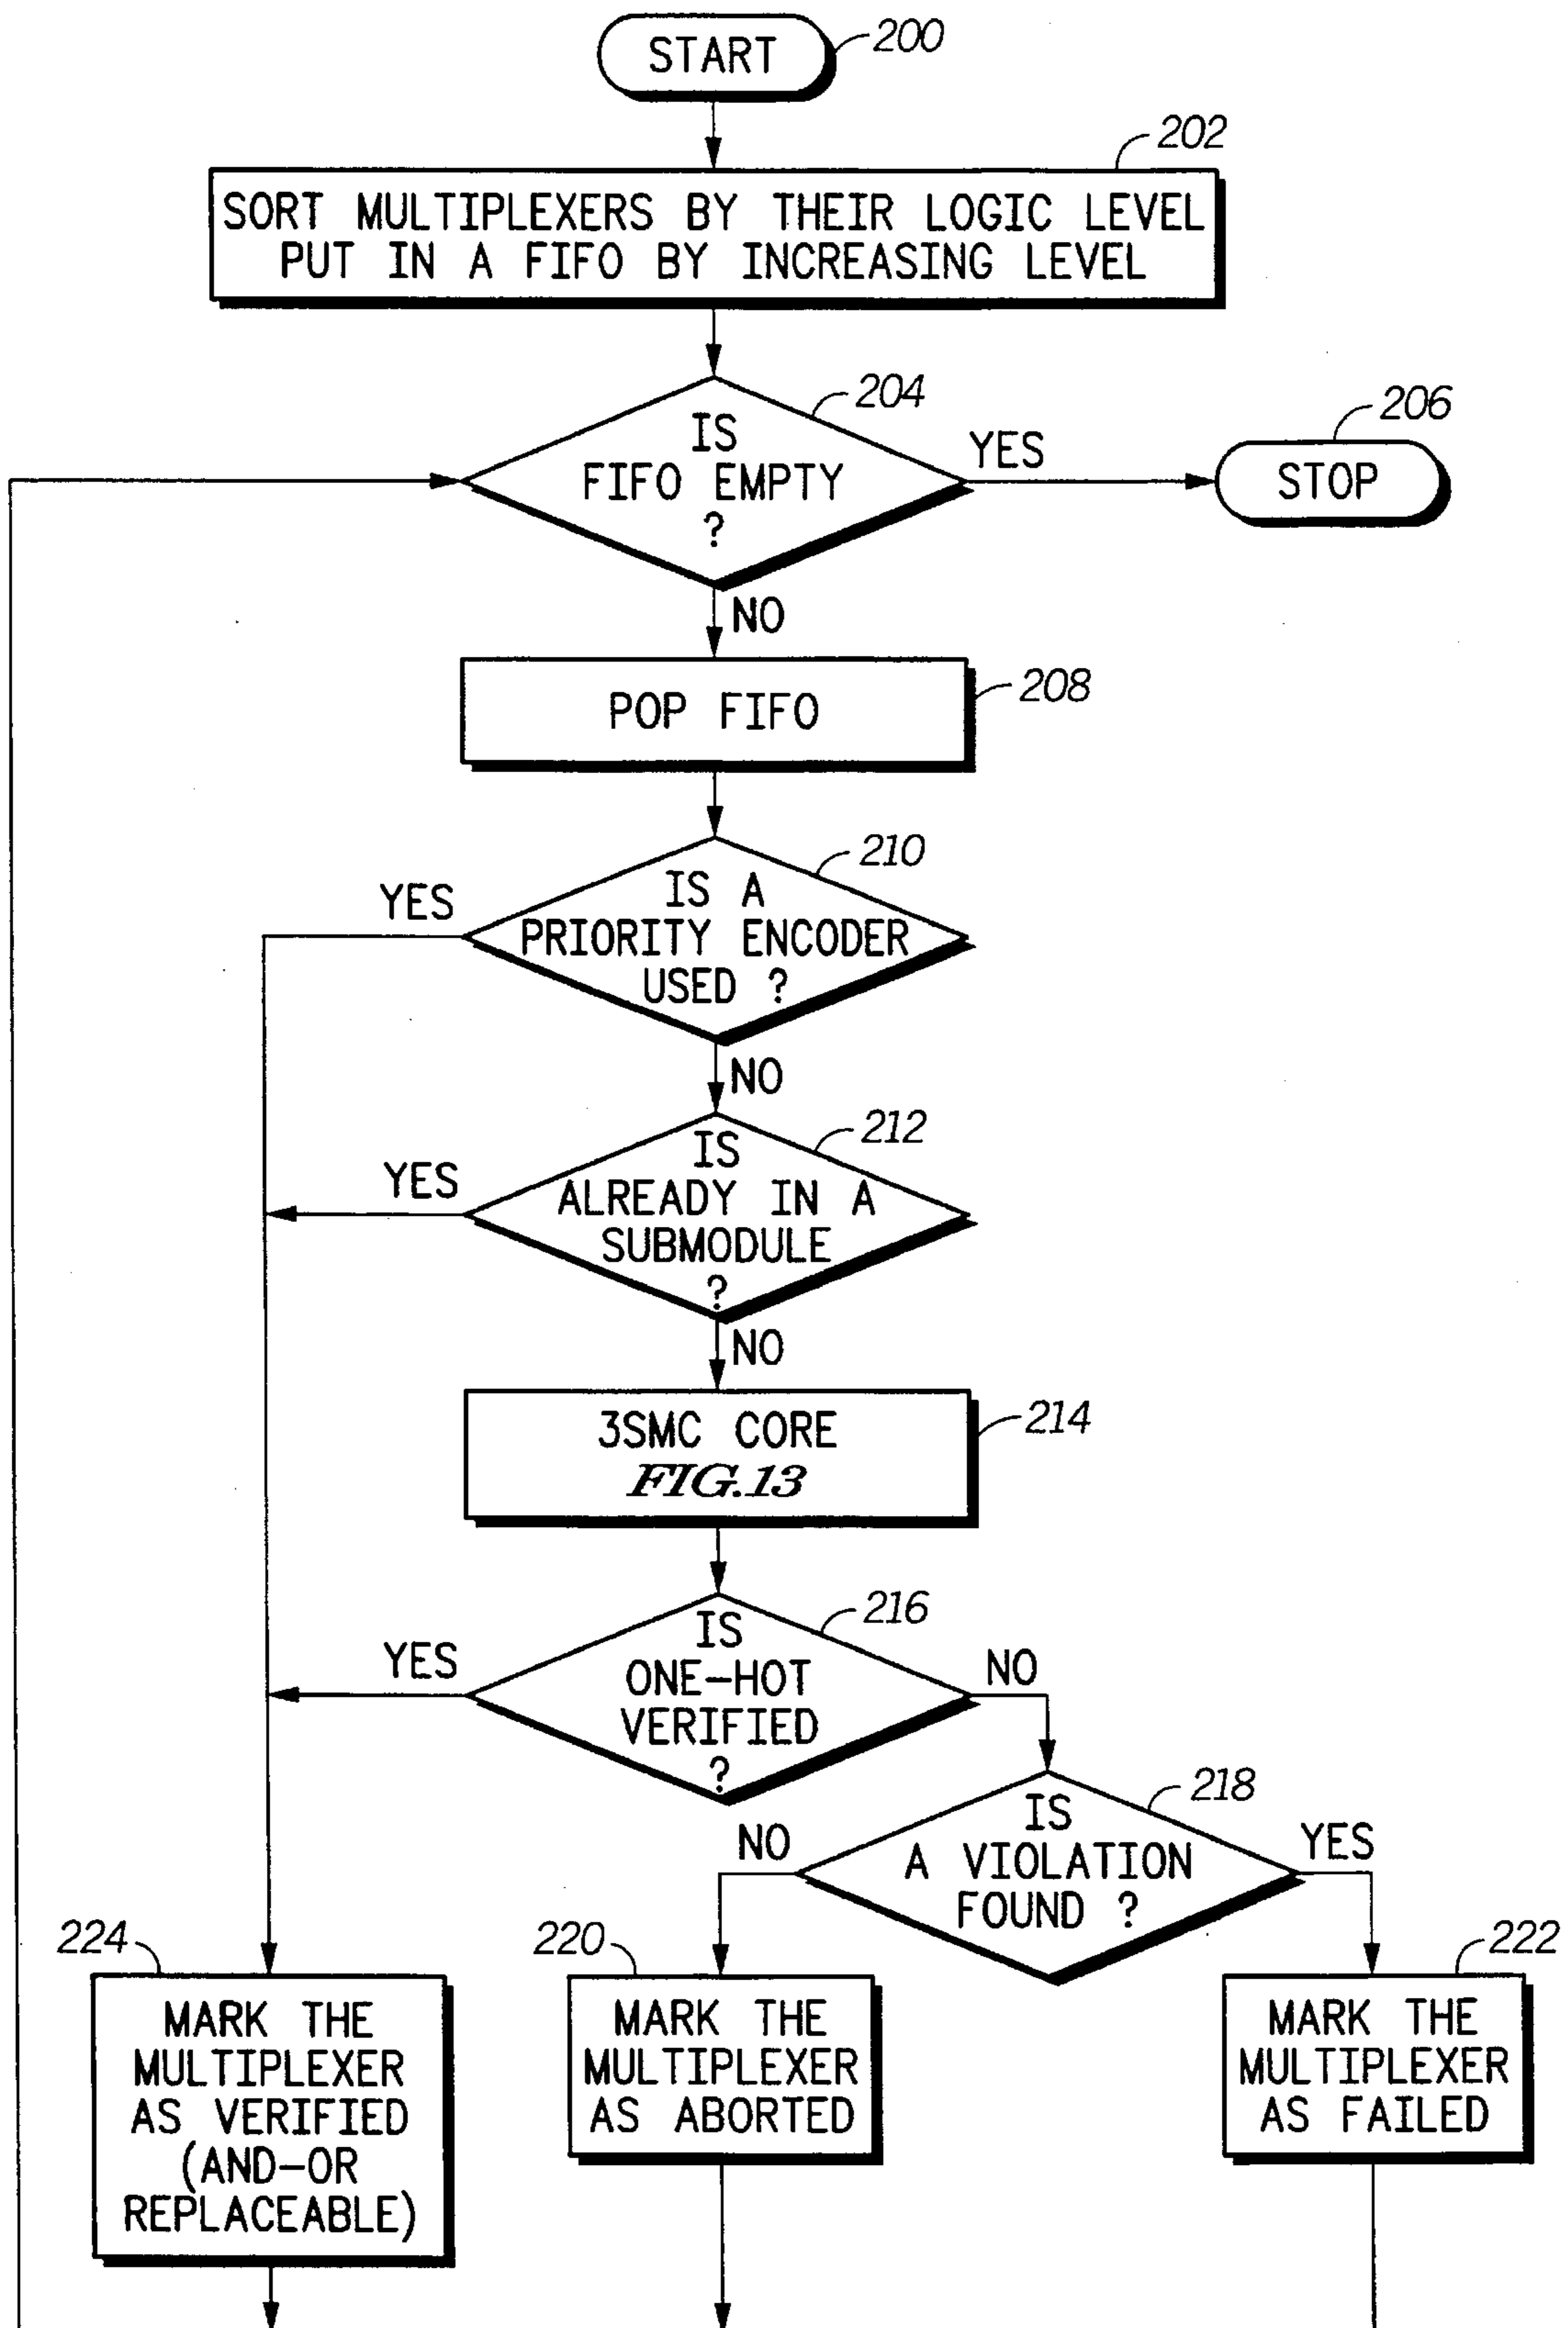 START
200
202
SORT MULTIPLEXERS BY THEIR LOGIC LEVEL
PUT IN A FIFO BY INCREASING LEVEL
204
IS
FIFO EMPTY
?
YES
206
STOP
NO
POP FIFO
208
210
IS A
PRIORITY ENCODER
USED ?
YES
NO
212
IS
ALREADY IN A
SUBMODULE
?
YES
NO
3SMC CORE
FIG.13
214
216
IS
ONE-HOT
VERIFIED
?
YES
NO
218
IS
A VIOLATION
FOUND ?
NO
YES
224
MARK THE
MULTIPLEXER
AS VERIFIED
(AND-OR
REPLACEABLE)
220
MARK THE
MULTIPLEXER
AS ABORTED
222
MARK THE
MULTIPLEXER
AS FAILED